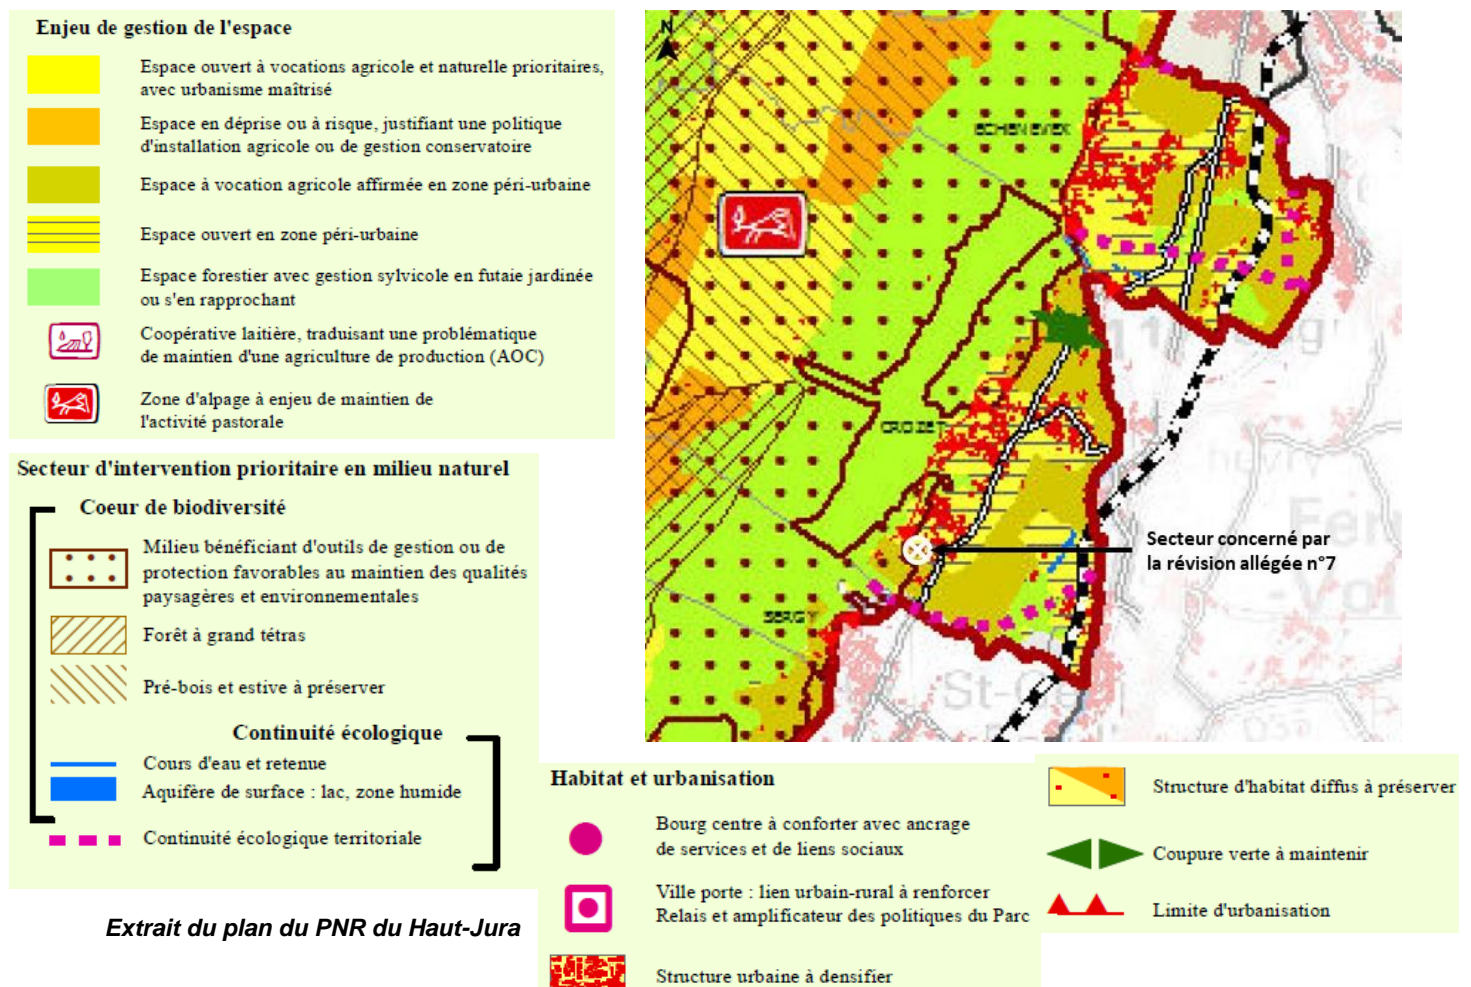 Enjeu de gestion de l'espace
Espace ouvert à vocations agricole et naturelle prioritaires,
avec urbanisme maîtrisé
Espace en déprise ou à risque, justifiant une politique
d'installation agricole ou de gestion conservatoire
Espace à vocation agricole affirmée en zone péri-urbaine
Espace ouvert en zone péri-urbaine
Espace forestier avec gestion sylvicole en futaie jardinée
ou s'en rapprochant
Coopérative laitière, traduisant une problématique
de maintien d'une agriculture de production (AOC)
Zone d'alpage à enjeu de maintien de
l'activité pastorale
Secteur d'intervention prioritaire en milieu naturel
Coeur de biodiversité
Milieu bénéficiant d'outils de gestion ou de
protection favorables au maintien des qualités
paysagères et environnementales
Forêt à grand tétras
Pré-bois et estive à préserver
Continuité écologique
Cours d'eau et retenue
Aquifère de surface : lac, zone humide
Continuité écologique territoriale
Extrait du plan du PNR du Haut-Jura
N
ECHENEVEX
CROZET
SERGY
Chevry
St-Ge
Secteur concerné par
la révision allégée n°7
Habitat et urbanisation
Bourg centre à conforter avec ancrage
de services et de liens sociaux
Ville porte : lien urbain-rural à renforcer
Relais et amplificateur des politiques du Parc
Structure urbaine à densifier
Structure d'habitat diffus à préserver
Coupure verte à maintenir
Limite d'urbanisation